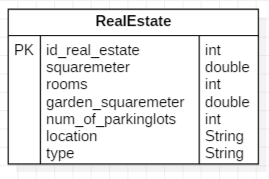 RealEstate
PK id_real_estate int
squaremeter double
rooms int
garden_squaremeter double
num_of_parkinglots int
location String
type String